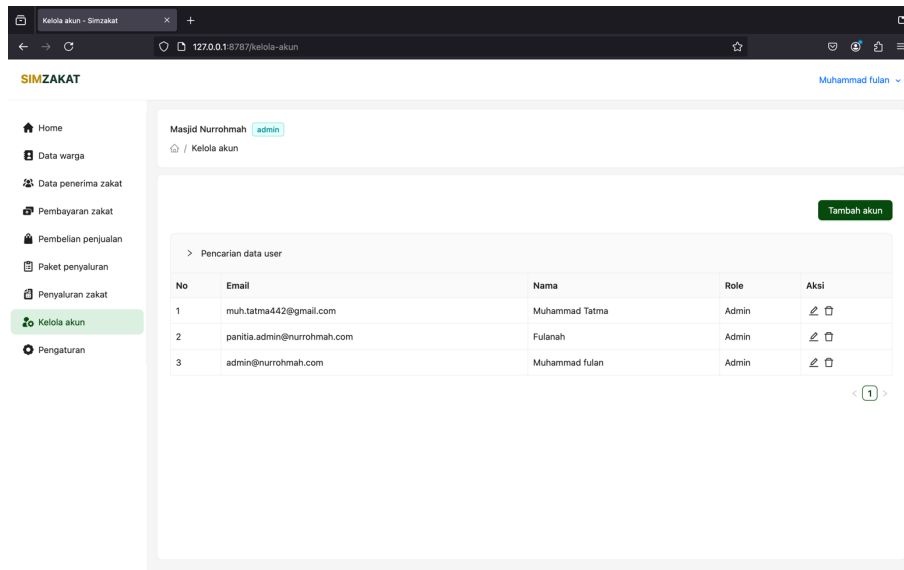 Kelola akun - Simzakat
127.0.0.1:8787/kelola-akun
SIMZAKAT
Muhammad fulan
Home
Data warga
Data penerima zakat
Pembayaran zakat
Pembelian penjualan
Paket penyaluran
Penyaluran zakat
Kelola akun
Pengaturan
Masjid Nurrohmah admin
/ Kelola akun
Tambah akun
> Pencarian data user
No Email Nama Role Aksi
1 muh.tatma442@gmail.com Muhammad Tatma Admin
2 panitia.admin@nurrohmah.com Fulanah Admin
3 admin@nurrohmah.com Muhammad fulan Admin
< 1 >